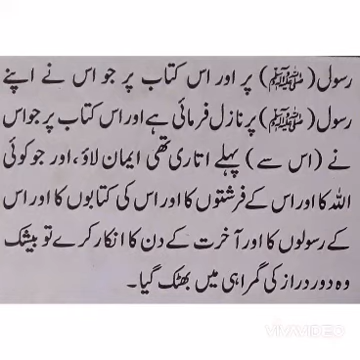 رسول (ﷺ) پر اور اس کتاب پر جو اس نے اپنے
رسول (ﷺ) پر نازل فرمائی ہے اور اس کتاب پر جو اس
نے (اس سے) پہلے اتاری تھی ایمان لاؤ، اور جو کوئی
اللہ کا اور اس کے فرشتوں کا اور اس کی کتابوں کا اور اس
کے رسولوں کا اور آخرت کے دن کا انکار کرے تو بیشک
وہ دور دراز کی گمراہی میں بھٹک گیا۔
VIVAVIDEO